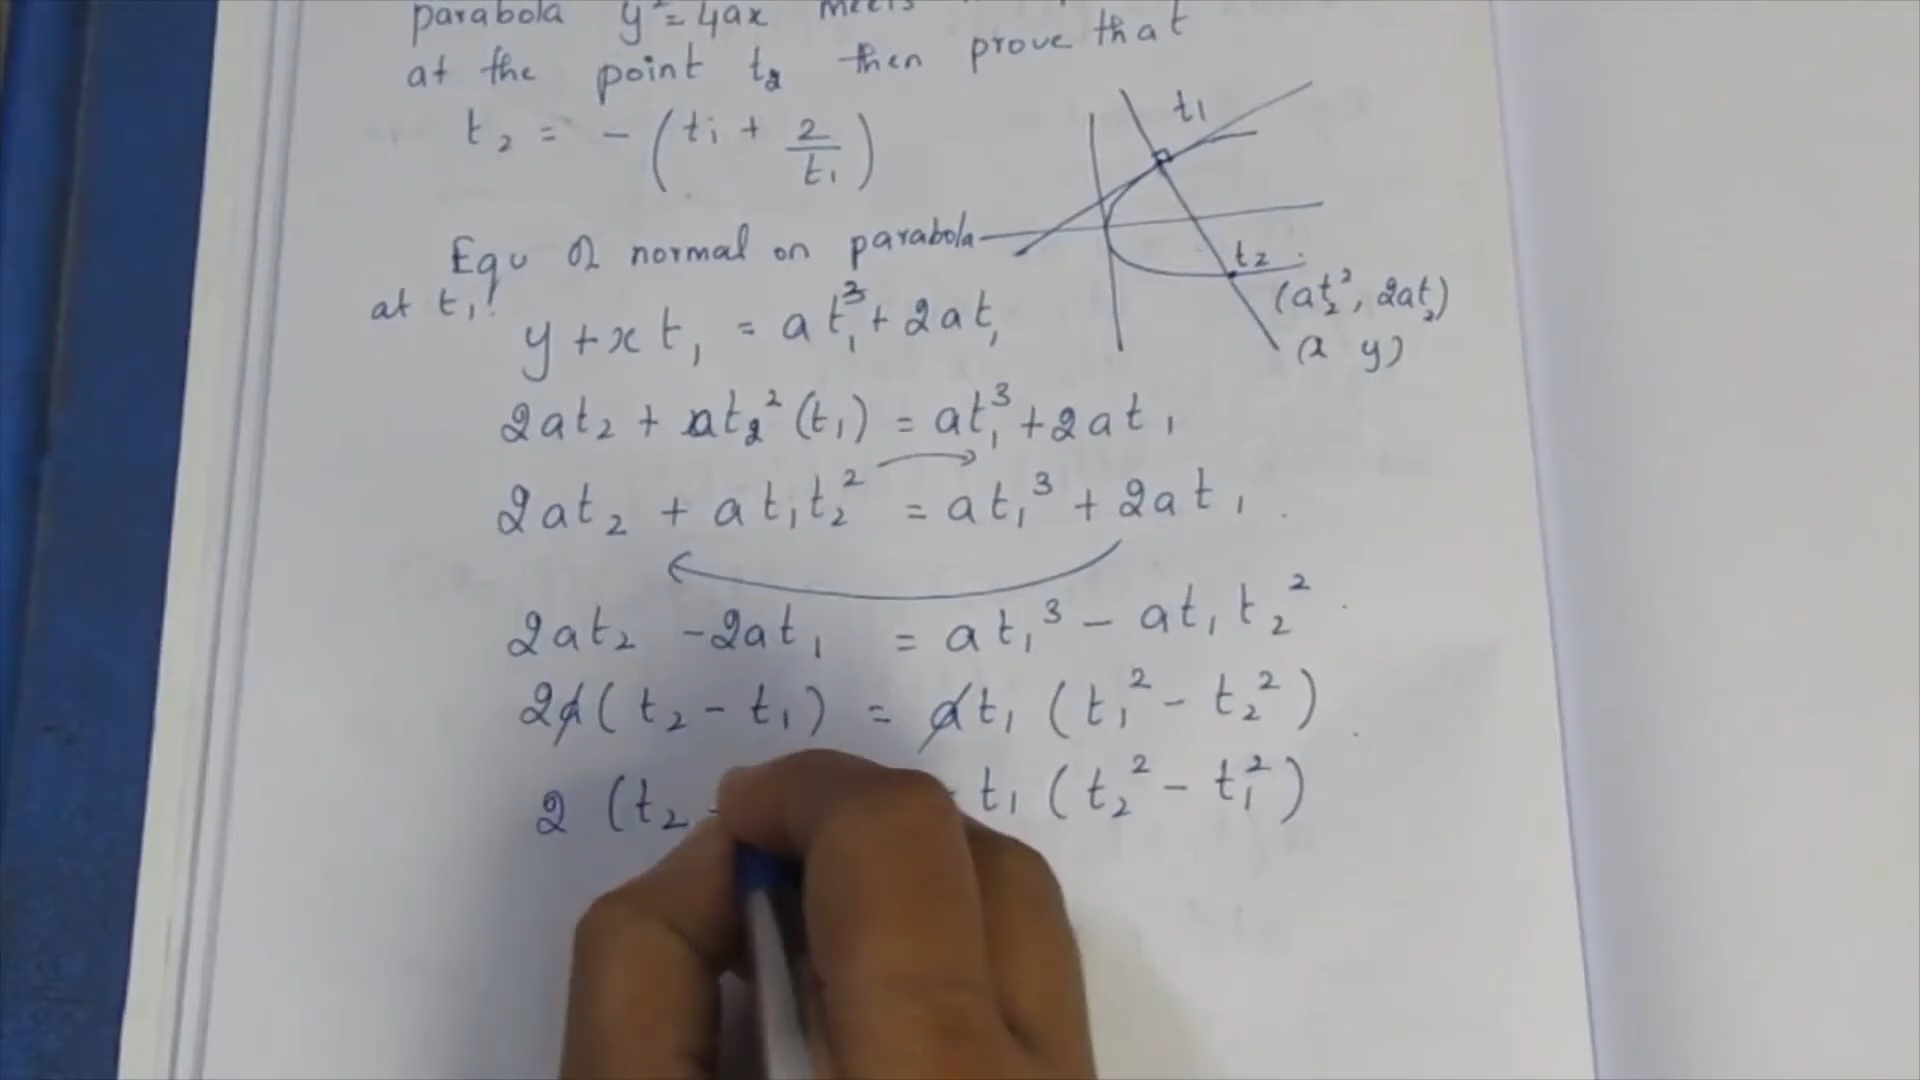 parabola y² = 4ax meets
at the point t₂ then prove that
t₂ = - (t₁ + 2/t₁)
t₁
Equ of normal on parabola
at t₁!
t₂
(at₂², 2at₂)
(x y)
y + x t₁ = at₁³ + 2at₁
2at₂ + at₂² (t₁) = at₁³ + 2at₁
2at₂ + at₁t₂² = at₁³ + 2at₁
2at₂ - 2at₁ = at₁³ - at₁t₂²
2a (t₂ - t₁) = at₁ (t₁² - t₂²)
2 (t₂ - t₁ (t₂² - t₁²)